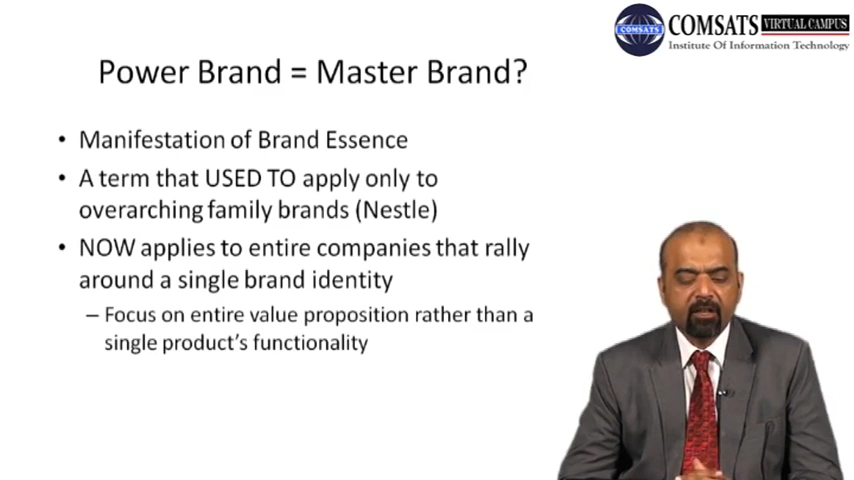 COMSATS VIRTUAL CAMPUS
COMSATS
Institute Of Information Technology
Power Brand = Master Brand?
• Manifestation of Brand Essence
• A term that USED TO apply only to
overarching family brands (Nestle)
• NOW applies to entire companies that rally
around a single brand identity
– Focus on entire value proposition rather than a
single product's functionality